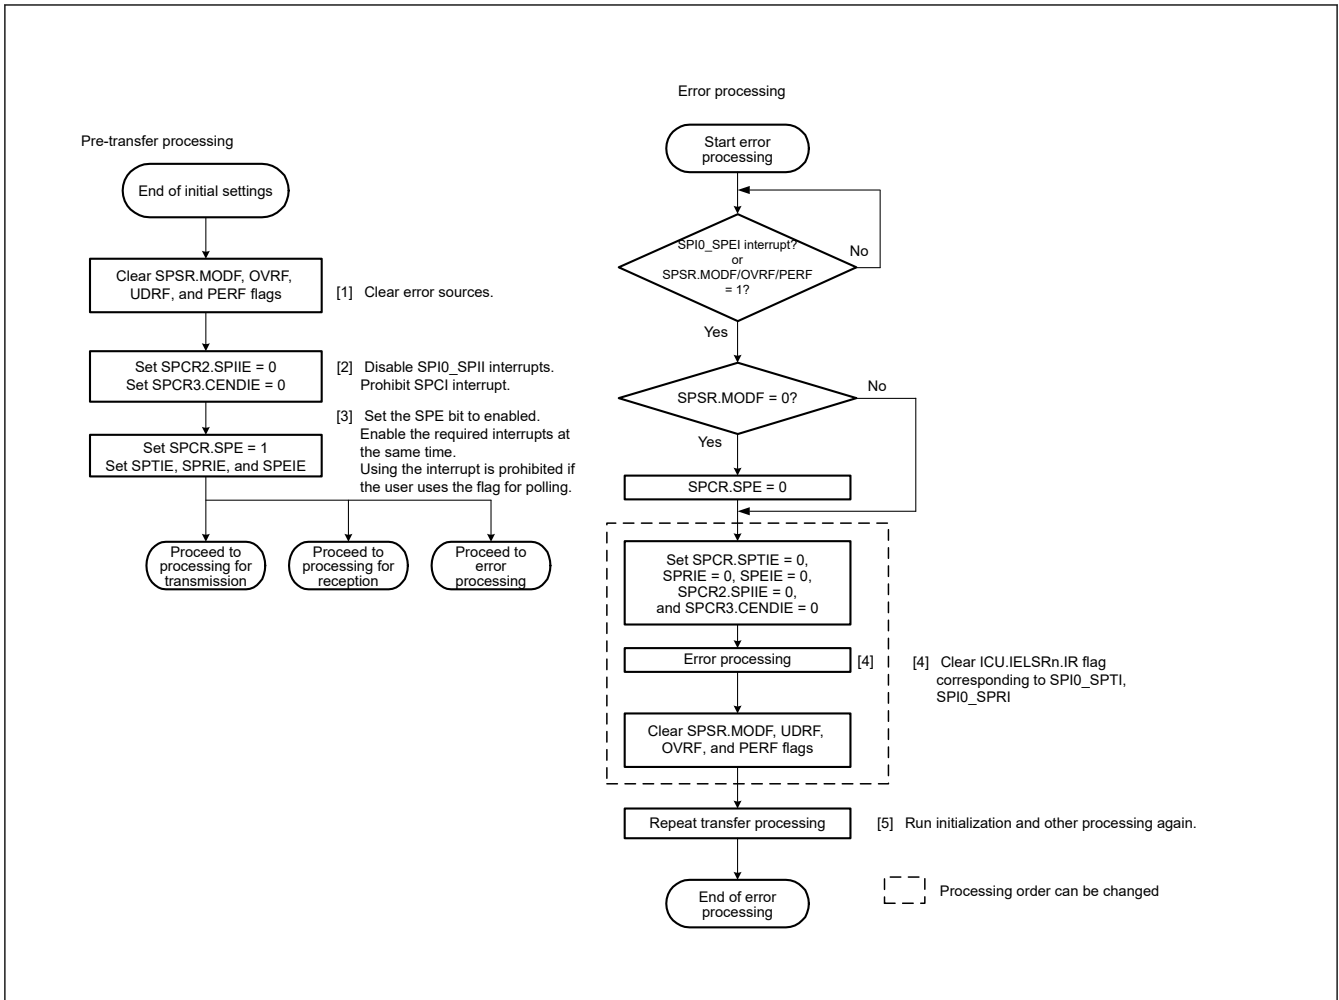 Pre-transfer processing
End of initial settings
Clear SPSR.MODF, OVRF,
UDRF, and PERF flags
[1] Clear error sources.
Set SPCR2.SPIIE = 0
Set SPCR3.CENDIE = 0
[2] Disable SPI0_SPII interrupts.
Prohibit SPCI interrupt.
Set SPCR.SPE = 1
Set SPTIE, SPRIE, and SPEIE
[3] Set the SPE bit to enabled.
Enable the required interrupts at
the same time.
Using the interrupt is prohibited if
the user uses the flag for polling.
Proceed to
processing for
transmission
Proceed to
processing for
reception
Proceed to
error
processing
Error processing
Start error
processing
SPI0_SPEI interrupt?
or
SPSR.MODF/OVRF/PERF
= 1?
No
Yes
SPSR.MODF = 0?
No
Yes
SPCR.SPE = 0
Set SPCR.SPTIE = 0,
SPRIE = 0, SPEIE = 0,
SPCR2.SPIIE = 0,
and SPCR3.CENDIE = 0
Error processing
[4]
[4] Clear ICU.IELSRn.IR flag
corresponding to SPI0_SPTI,
SPI0_SPRI
Clear SPSR.MODF, UDRF,
OVRF, and PERF flags
Repeat transfer processing
[5] Run initialization and other processing again.
End of error
processing
Processing order can be changed